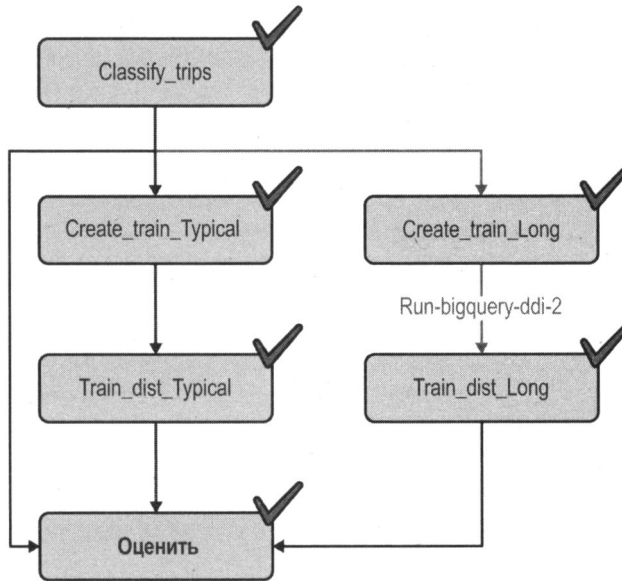 Classify_trips
Create_train_Typical
Create_train_Long
Run-bigquery-ddi-2
Train_dist_Typical
Train_dist_Long
Оценить